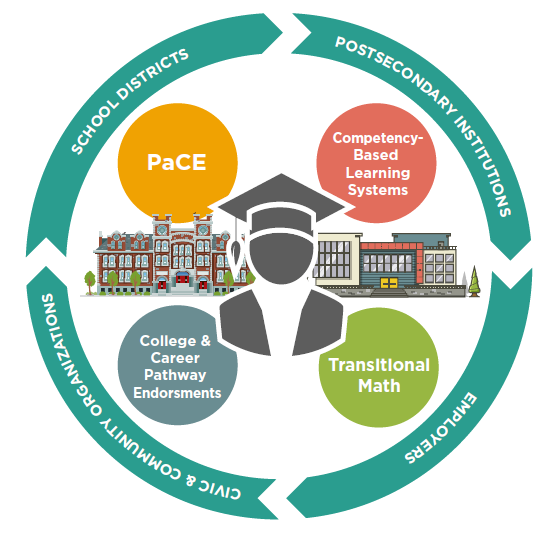 SCHOOL DISTRICTS
POSTSECONDARY INSTITUTIONS
PaCE
Competency-
Based
Learning
Systems
College &
Career
Pathway
Endorsments
Transitional
Math
CIVIC & COMMUNITY ORGANIZATIONS
EMPLOYERS